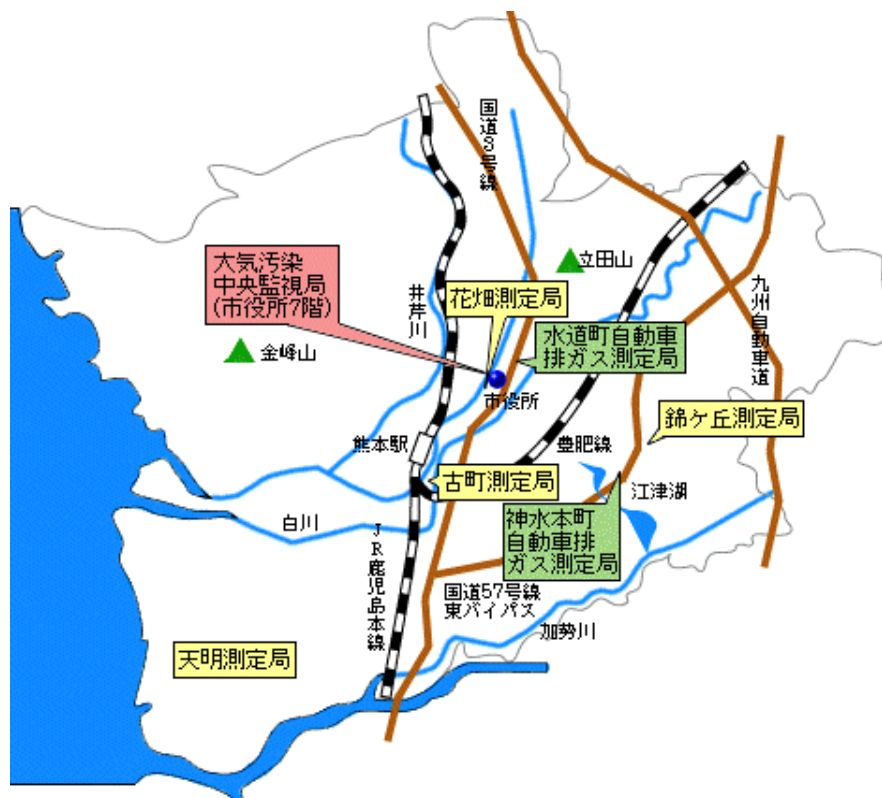 国道3号線
立田山
大気汚染
中央監視局
(市役所7階)
井芹川
花畑測定局
九州自動車道
水道町自動車
排ガス測定局
金峰山
市役所
錦ケ丘測定局
熊本駅
豊肥線
古町測定局
江津湖
白川
神水本町
自動車排
ガス測定局
JR鹿児島本線
国道57号線
東バイパス
加勢川
天明測定局